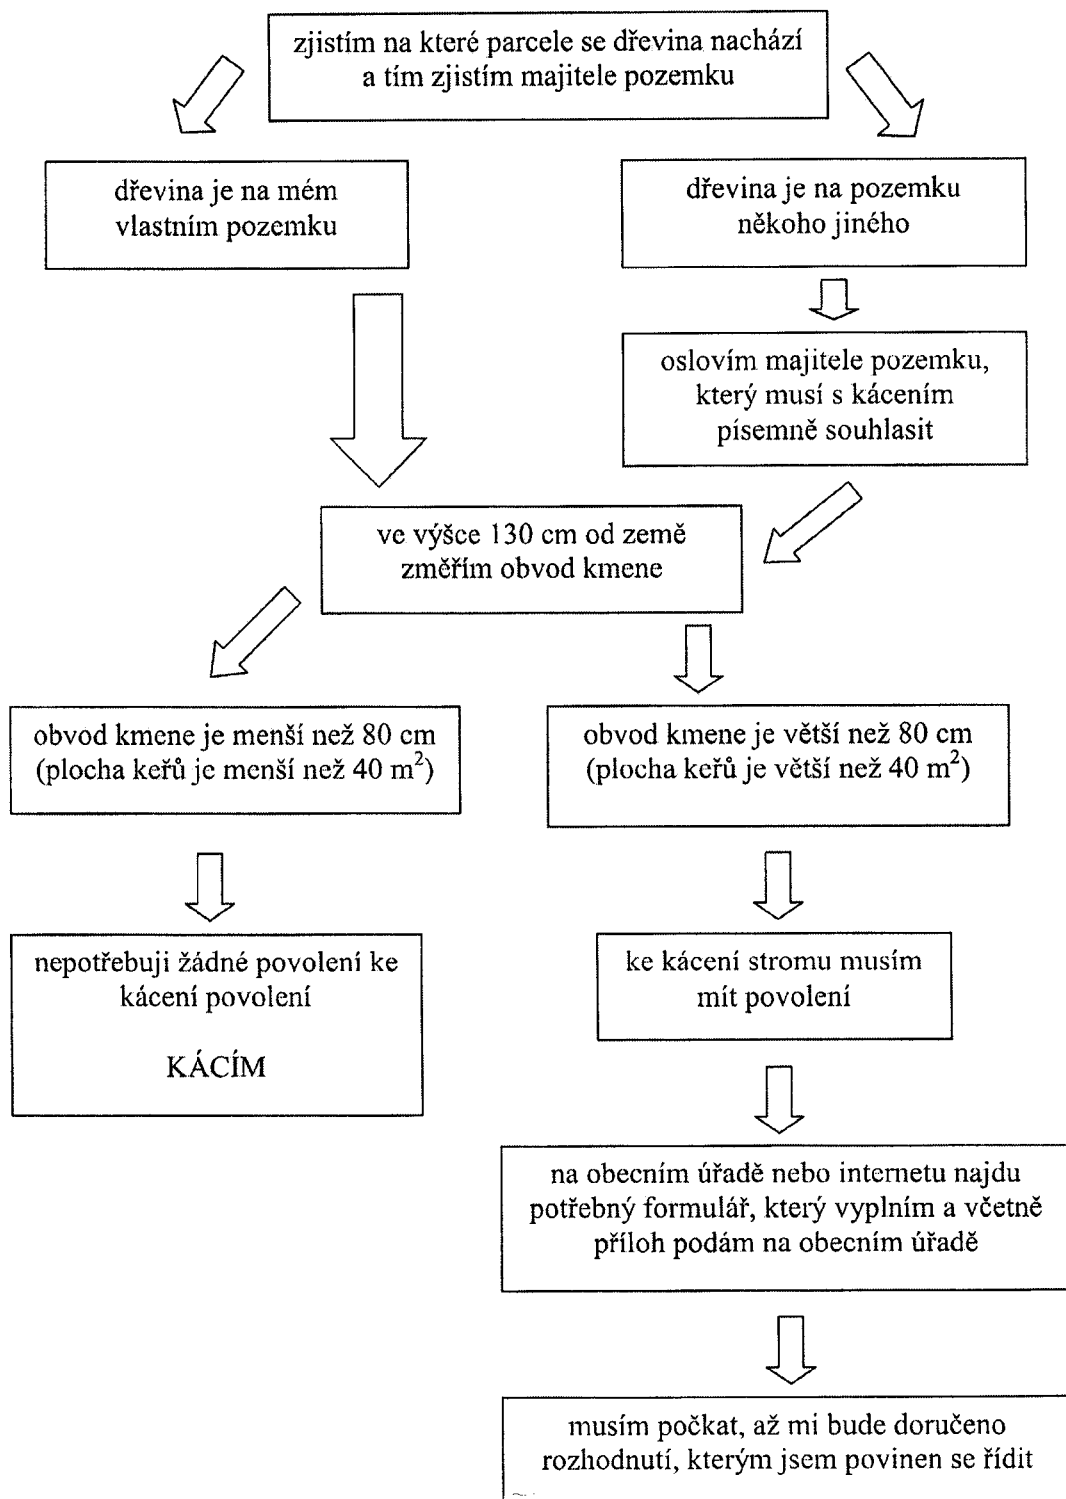 zjistím na které parcele se dřevina nachází
a tím zjistím majitele pozemku
dřevina je na mém
vlastním pozemku
dřevina je na pozemku
někoho jiného
oslovím majitele pozemku,
který musí s kácením
písemně souhlasit
ve výšce 130 cm od země
změřím obvod kmene
obvod kmene je menší než 80 cm
(plocha keřů je menší než 40 m²)
obvod kmene je větší než 80 cm
(plocha keřů je větší než 40 m²)
nepotřebuji žádné povolení ke
kácení povolení
KÁCÍM
ke kácení stromu musím
mít povolení
na obecním úřadě nebo internetu najdu
potřebný formulář, který vyplním a včetně
příloh podám na obecním úřadě
musím počkat, až mi bude doručeno
rozhodnutí, kterým jsem povinen se řídit